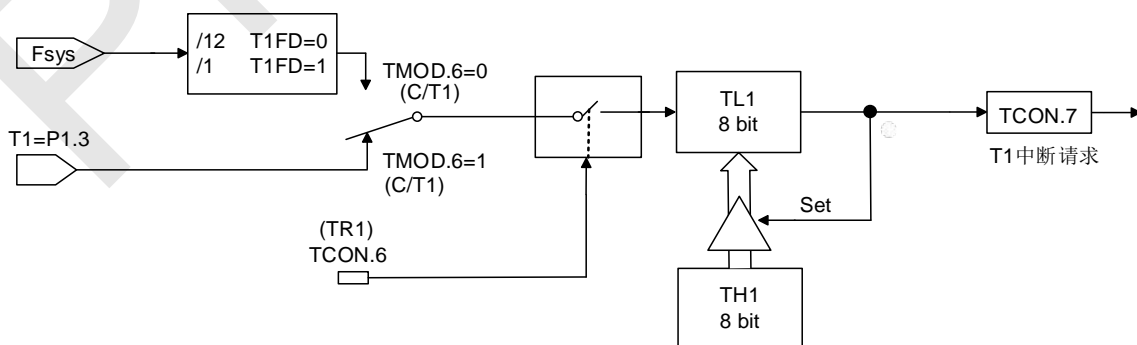 Fsys
/12 T1FD=0
/1 T1FD=1
TMOD.6=0
(C/T1)
T1=P1.3
TMOD.6=1
(C/T1)
(TR1)
TCON.6
TL1
8 bit
Set
TH1
8 bit
TCON.7
T1中断请求